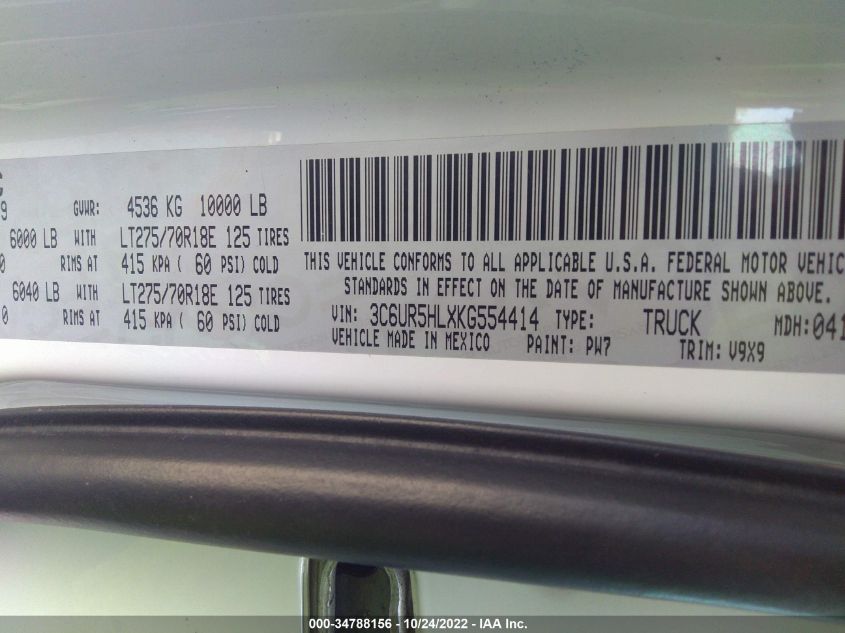 GVWR: 4536 KG 10000 LB
6000 LB WITH LT275/70R18E 125 TIRES
RIMS AT 415 KPA ( 60 PSI) COLD
6040 LB WITH LT275/70R18E 125 TIRES
RIMS AT 415 KPA ( 60 PSI) COLD
THIS VEHICLE CONFORMS TO ALL APPLICABLE U.S.A. FEDERAL MOTOR VEHIC
STANDARDS IN EFFECT ON THE DATE OF MANUFACTURE SHOWN ABOVE.
VIN: 3C6UR5HLXKG554414 TYPE: TRUCK MDH:041
VEHICLE MADE IN MEXICO PAINT: PW7 TRIM: V9X9
000-34788156 - 10/24/2022 - IAA Inc.